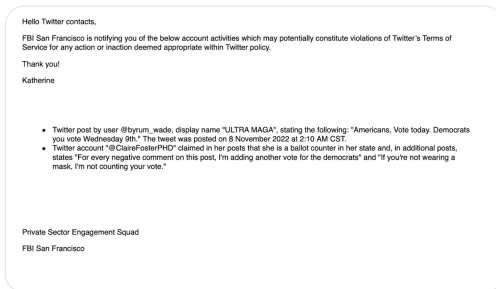 Hello Twitter contacts,
FBI San Francisco is notifying you of the below account activities which may potentially constitute violations of Twitter's Terms of
Service for any action or inaction deemed appropriate within Twitter policy.
Thank you!
Katherine
• Twitter post by user @byrum_wade, display name "ULTRA MAGA", stating the following: "Americans, Vote today. Democrats
you vote Wednesday 9th." The tweet was posted on 8 November 2022 at 2:10 AM CST.
• Twitter account "@ClaireFosterPHD" claimed in her posts that she is a ballot counter in her state and, in additional posts,
states "For every negative comment on this post, I'm adding another vote for the democrats" and "If you're not wearing a
mask, I'm not counting your vote."
Private Sector Engagement Squad
FBI San Francisco